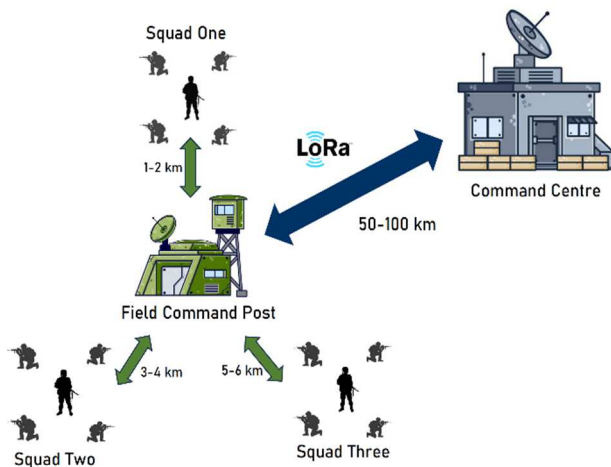 Squad One
1-2 km
LoRa
Command Centre
50-100 km
Field Command Post
3-4 km
5-6 km
Squad Two
Squad Three